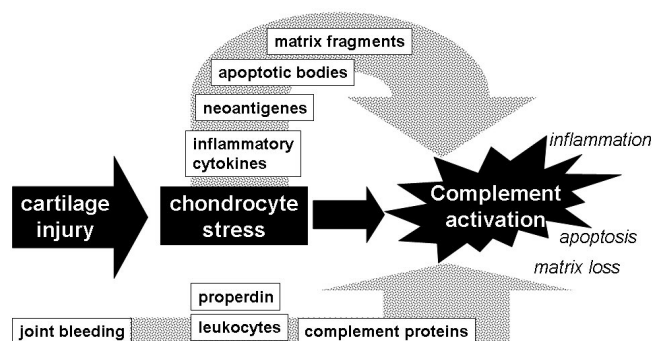 matrix fragments
apoptotic bodies
neoantigenes
inflammatory
cytokines
inflammation
cartilage
injury
chondrocyte
stress
Complement
activation
apoptosis
matrix loss
properdin
leukocytes
joint bleeding
complement proteins